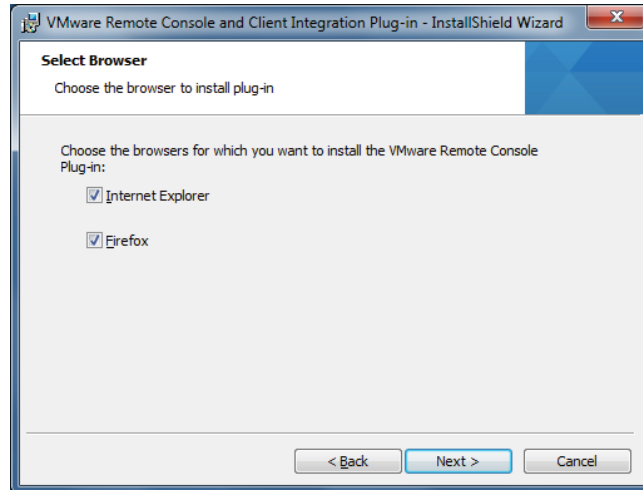 VMware Remote Console and Client Integration Plug-in - InstallShield Wizard
Select Browser
Choose the browser to install plug-in
Choose the browsers for which you want to install the VMware Remote Console
Plug-in:
Internet Explorer
Firefox
< Back
Next >
Cancel